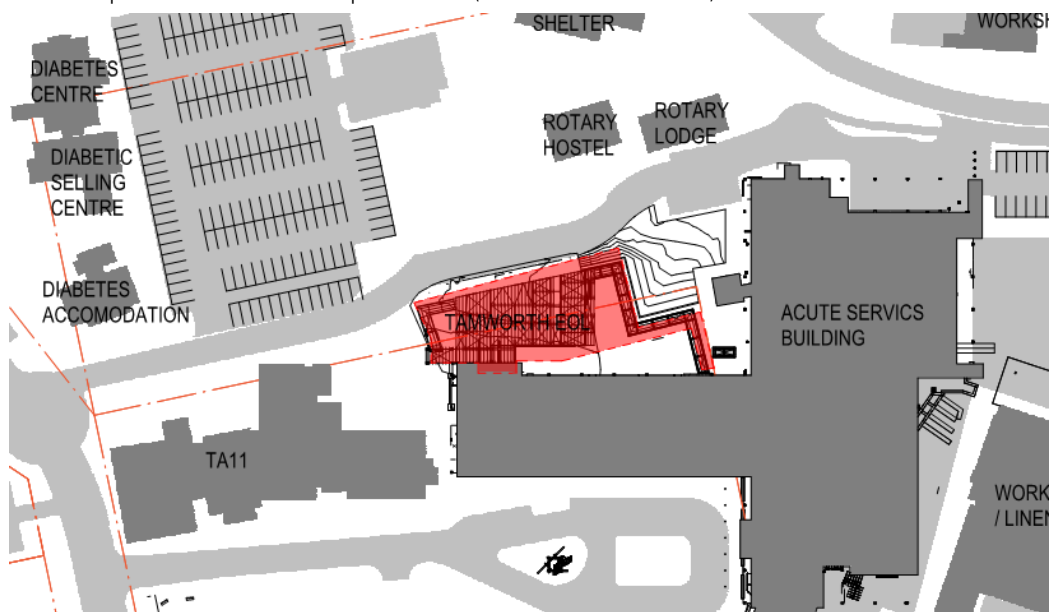 SHELTER
WORKSH
DIABETES
CENTRE
ROTARY
HOSTEL
ROTARY
LODGE
DIABETIC
SELLING
CENTRE
DIABETES
ACCOMODATION
TAMWORTH EOL
ACUTE SERVICS
BUILDING
TA11
WORK
/ LINEN